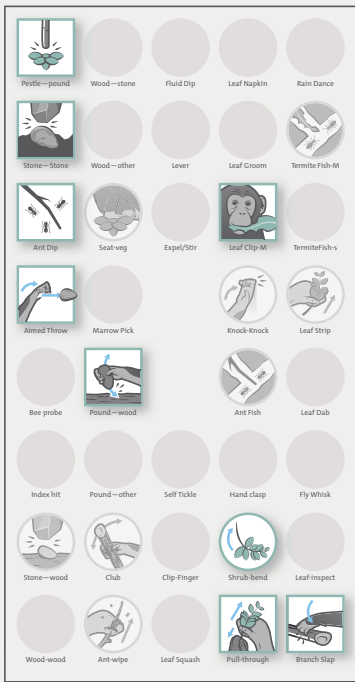 Pestle—pound Wood—stone Fluid Dip Leaf Napkin Rain Dance
Stone—Stone Wood—other Lever Leaf Groom Termite Fish-M
Ant Dip Seat-veg Expel/Stir Leaf Clip-M TermiteFish-s
Aimed Throw Marrow Pick Knock-Knock Leaf Strip
Bee probe Pound—wood Ant Fish Leaf Dab
Index hit Pound—other Self Tickle Hand clasp Fly Whisk
Stone—wood Club Clip-Finger Shrub-bend Leaf-inspect
Wood-wood Ant-wipe Leaf Squash Pull-through Branch Slap